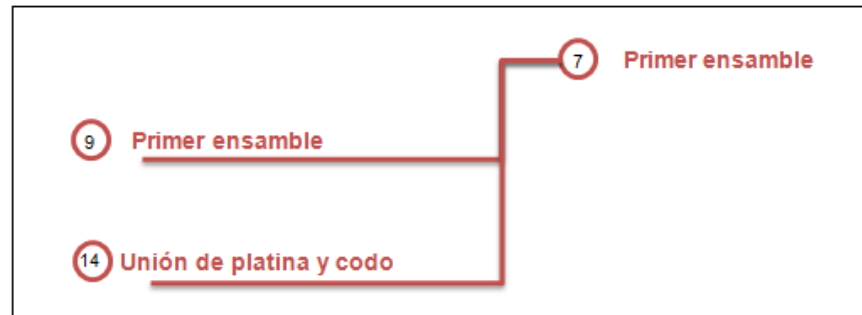 7 Primer ensamble
9 Primer ensamble
14 Unión de platina y codo